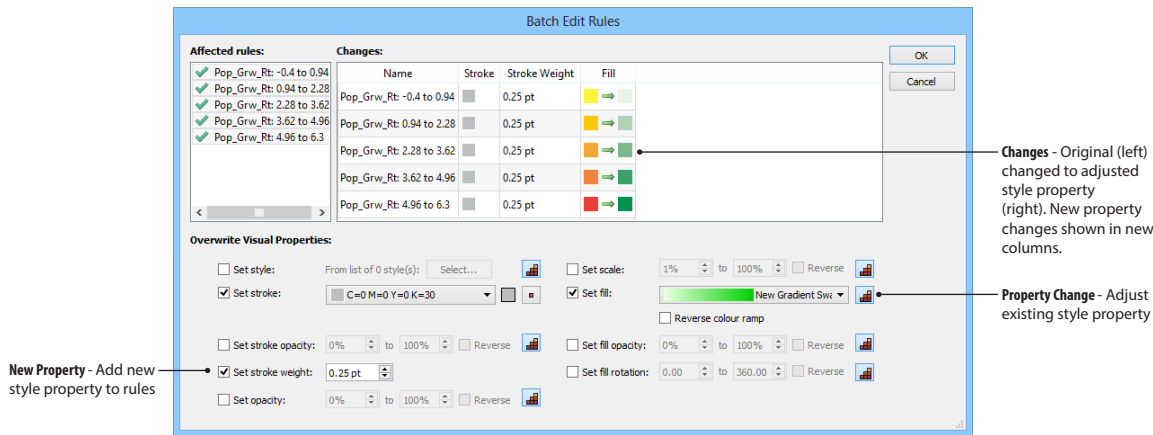 Batch Edit Rules
Affected rules:
Changes:
OK
Cancel
Pop_Grw_Rt: -0.4 to 0.94
Pop_Grw_Rt: 0.94 to 2.28
Pop_Grw_Rt: 2.28 to 3.62
Pop_Grw_Rt: 3.62 to 4.96
Pop_Grw_Rt: 4.96 to 6.3
Name Stroke Stroke Weight Fill
Pop_Grw_Rt: -0.4 to 0.94 0.25 pt
Pop_Grw_Rt: 0.94 to 2.28 0.25 pt
Pop_Grw_Rt: 2.28 to 3.62 0.25 pt
Pop_Grw_Rt: 3.62 to 4.96 0.25 pt
Pop_Grw_Rt: 4.96 to 6.3 0.25 pt
Changes - Original (left)
changed to adjusted
style property
(right). New property
changes shown in new
columns.
Overwrite Visual Properties:
Set style: From list of 0 style(s): Select...
Set scale: 1% to 100% Reverse
Set stroke: C=0 M=0 Y=0 K=30
Set fill: New Gradient Swa
Reverse colour ramp
Property Change - Adjust
existing style property
Set stroke opacity: 0% to 100% Reverse
Set fill opacity: 0% to 100% Reverse
New Property - Add new
style property to rules
Set stroke weight: 0.25 pt
Set fill rotation: 0.00 to 360.00 Reverse
Set opacity: 0% to 100% Reverse